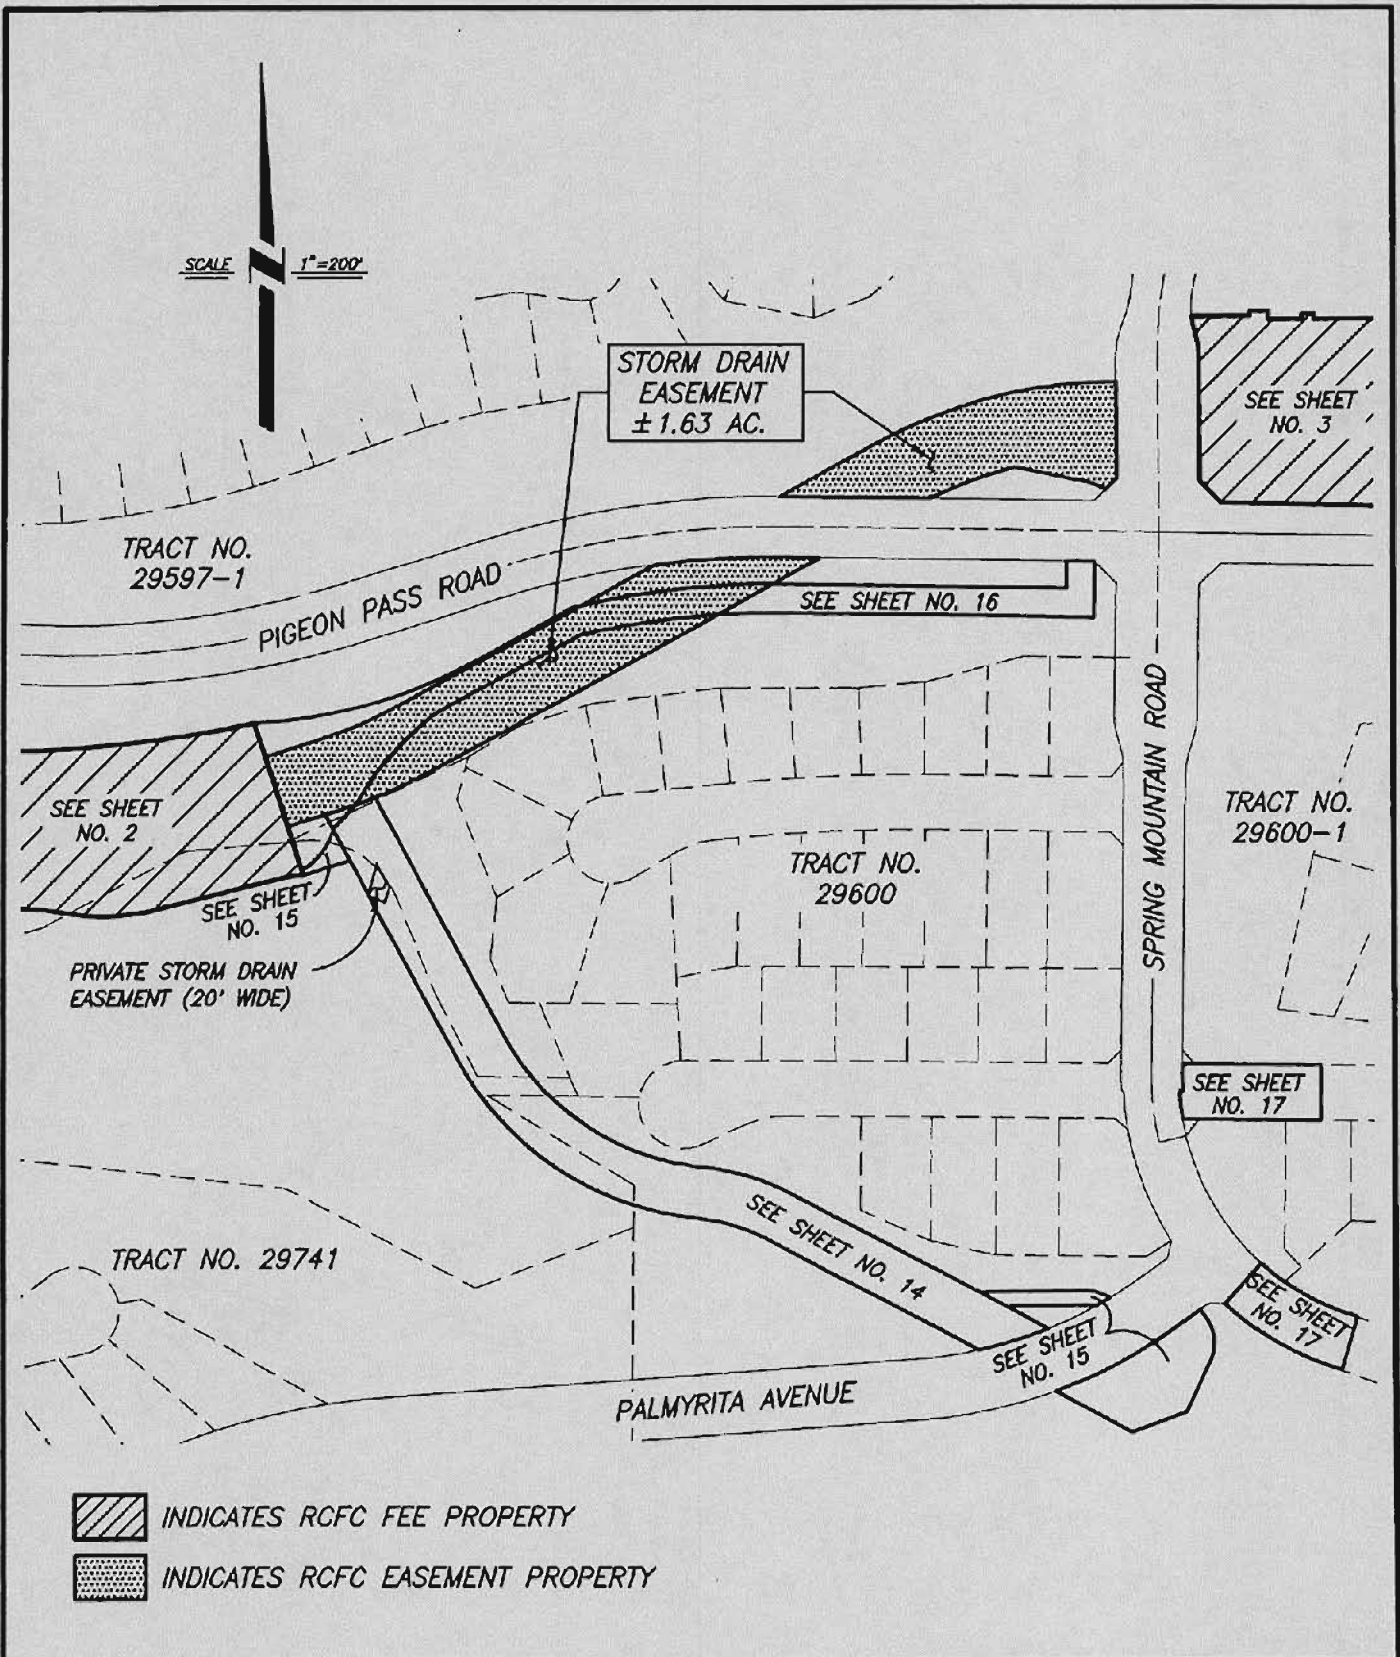 SCALE
1"=200'
STORM DRAIN
EASEMENT
±1.63 AC.
SEE SHEET
NO. 3
TRACT NO.
29597-1
PIGEON PASS ROAD
SEE SHEET NO. 16
SPRING MOUNTAIN ROAD
SEE SHEET
NO. 2
TRACT NO.
29600-1
TRACT NO.
29600
SEE SHEET
NO. 15
PRIVATE STORM DRAIN
EASEMENT (20' WIDE)
SEE SHEET
NO. 17
SEE SHEET NO. 14
TRACT NO. 29741
SEE SHEET
NO. 17
SEE SHEET
NO. 15
PALMYRITA AVENUE
INDICATES RCFC FEE PROPERTY
INDICATES RCFC EASEMENT PROPERTY